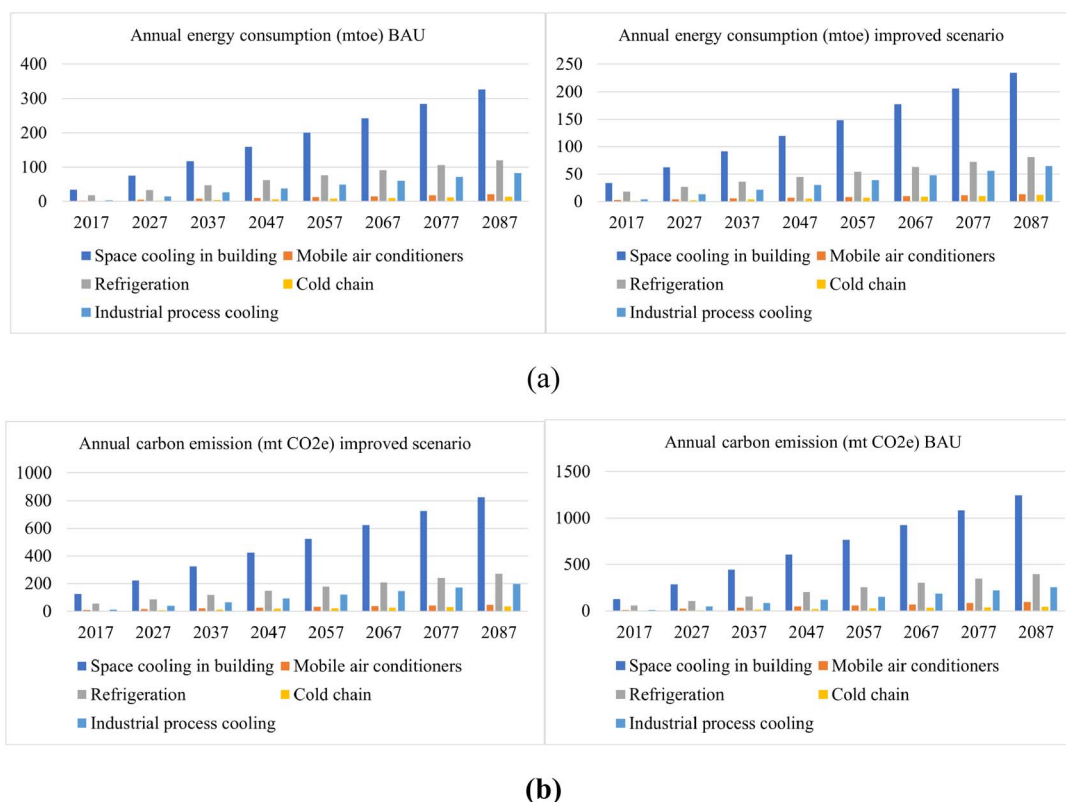 Annual energy consumption (mtoe) BAU
400
300
200
100
0
2017 2027 2037 2047 2057 2067 2077 2087
Space cooling in building Mobile air conditioners
Refrigeration Cold chain
Industrial process cooling
Annual energy consumption (mtoe) improved scenario
250
200
150
100
50
0
2017 2027 2037 2047 2057 2067 2077 2087
Space cooling in building Mobile air conditioners
Refrigeration Cold chain
Industrial process cooling
(a)
Annual carbon emission (mt CO2e) improved scenario
1000
800
600
400
200
0
2017 2027 2037 2047 2057 2067 2077 2087
Space cooling in building Mobile air conditioners
Refrigeration Cold chain
Industrial process cooling
Annual carbon emission (mt CO2e) BAU
1500
1000
500
0
2017 2027 2037 2047 2057 2067 2077 2087
Space cooling in building Mobile air conditioners
Refrigeration Cold chain
Industrial process cooling
(b)